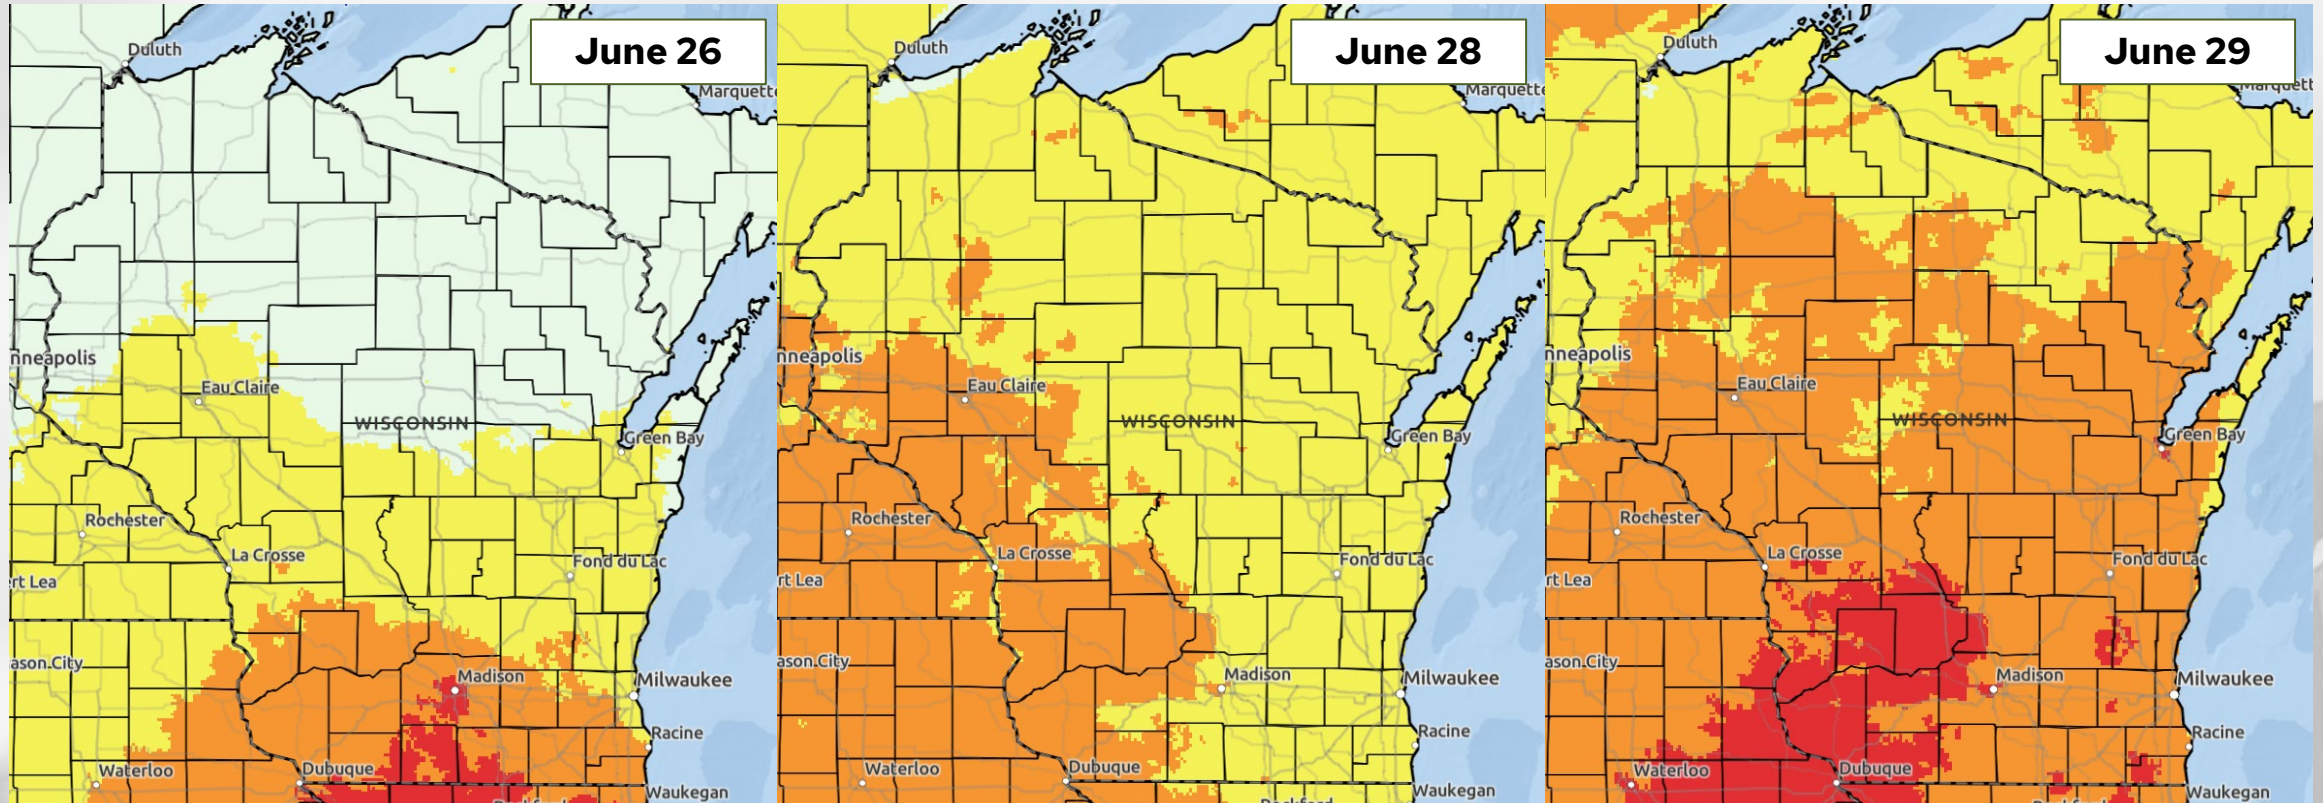 June 26
Duluth
Marquette
nneapolis
Eau Claire
WISCONSIN
Green Bay
Rochester
La Crosse
Fond du Lac
ert Lea
ason City
Madison
Milwaukee
Racine
Waterloo
Dubuque
Waukegan
June 28
Duluth
Marquette
nneapolis
Eau Claire
WISCONSIN
Green Bay
Rochester
La Crosse
Fond du Lac
rt Lea
ason City
Madison
Milwaukee
Racine
Waterloo
Dubuque
Waukegan
Rockford
June 29
Duluth
Marquett
nneapolis
Eau Claire
WISCONSIN
Green Bay
Rochester
La Crosse
Fond du Lac
rt Lea
ason City
Madison
Milwaukee
Racine
Waterloo
Dubuque
Waukegan